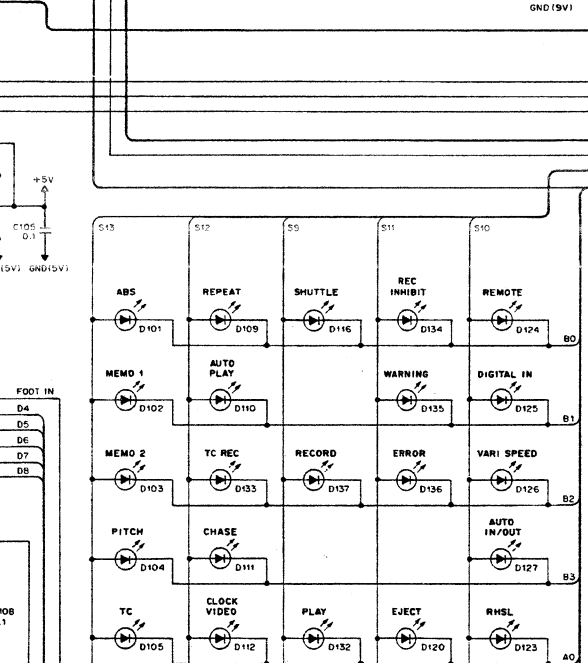 GND(9V)
+5V
C105
0.1
(5V) GND(5V)
S13 S12 S9 S11 S10
ABS REPEAT SHUTTLE REC INHIBIT REMOTE
D101 D109 D116 D134 D124
B0
MEMO 1 AUTO PLAY WARNING DIGITAL IN
D102 D110 D135 D125
B1
FOOT IN
D4
D5
D6
D7
D8
MEMO 2 TC REC RECORD ERROR VARI SPEED
D103 D133 D137 D136 D126
B2
PITCH CHASE AUTO IN/OUT
D104 D111 D127
B3
TC CLOCK VIDEO PLAY EJECT RHSL
D105 D112 D132 D120 D123
A0